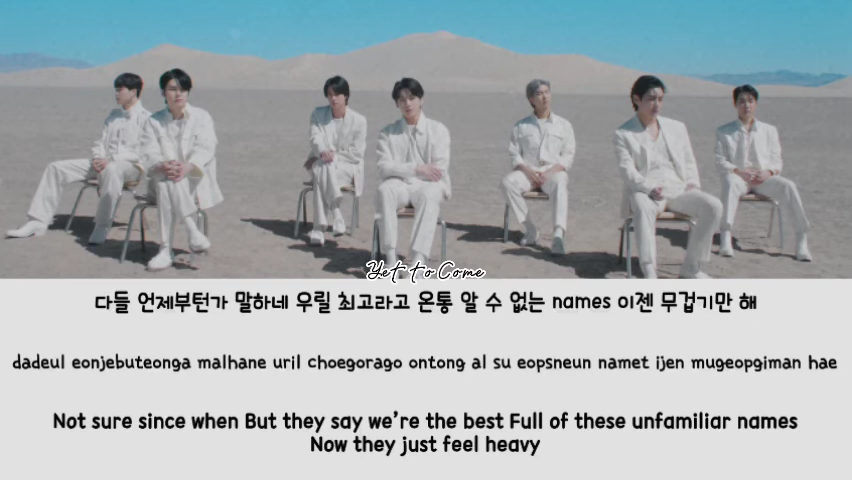 Yet to Come
다들 언제부턴가 말하네 우릴 최고라고 온통 알 수 없는 names 이젠 무겁기만 해
dadeul eonjebuteonga malhane uril choegorago ontong al su eopsneun namet ijen mugeopgiman hae
Not sure since when But they say we're the best Full of these unfamiliar names
Now they just feel heavy